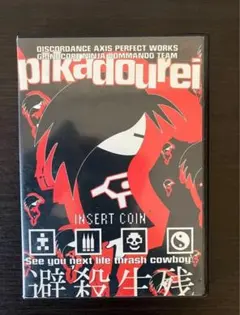 DISCORDANCE AXIS PERFECT WORKS
GRINDCORE NINJA COMMANDO TEAM
pikadourei
INSERT COIN
See you next life thrash cowboy.
避殺生残